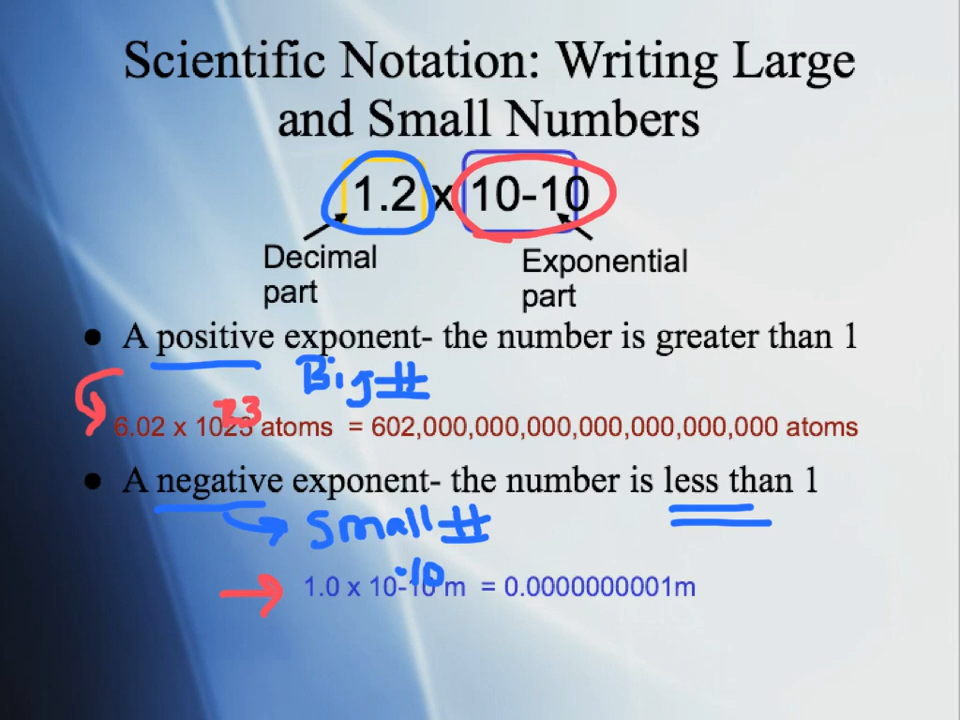 Scientific Notation: Writing Large
and Small Numbers
1.2 x 10-10
Decimal
part
Exponential
part
● A positive exponent- the number is greater than 1
Big #
23
6.02 x 1023 atoms = 602,000,000,000,000,000,000,000 atoms
● A negative exponent- the number is less than 1
Small #
-10
1.0 x 10-10 m = 0.0000000001m